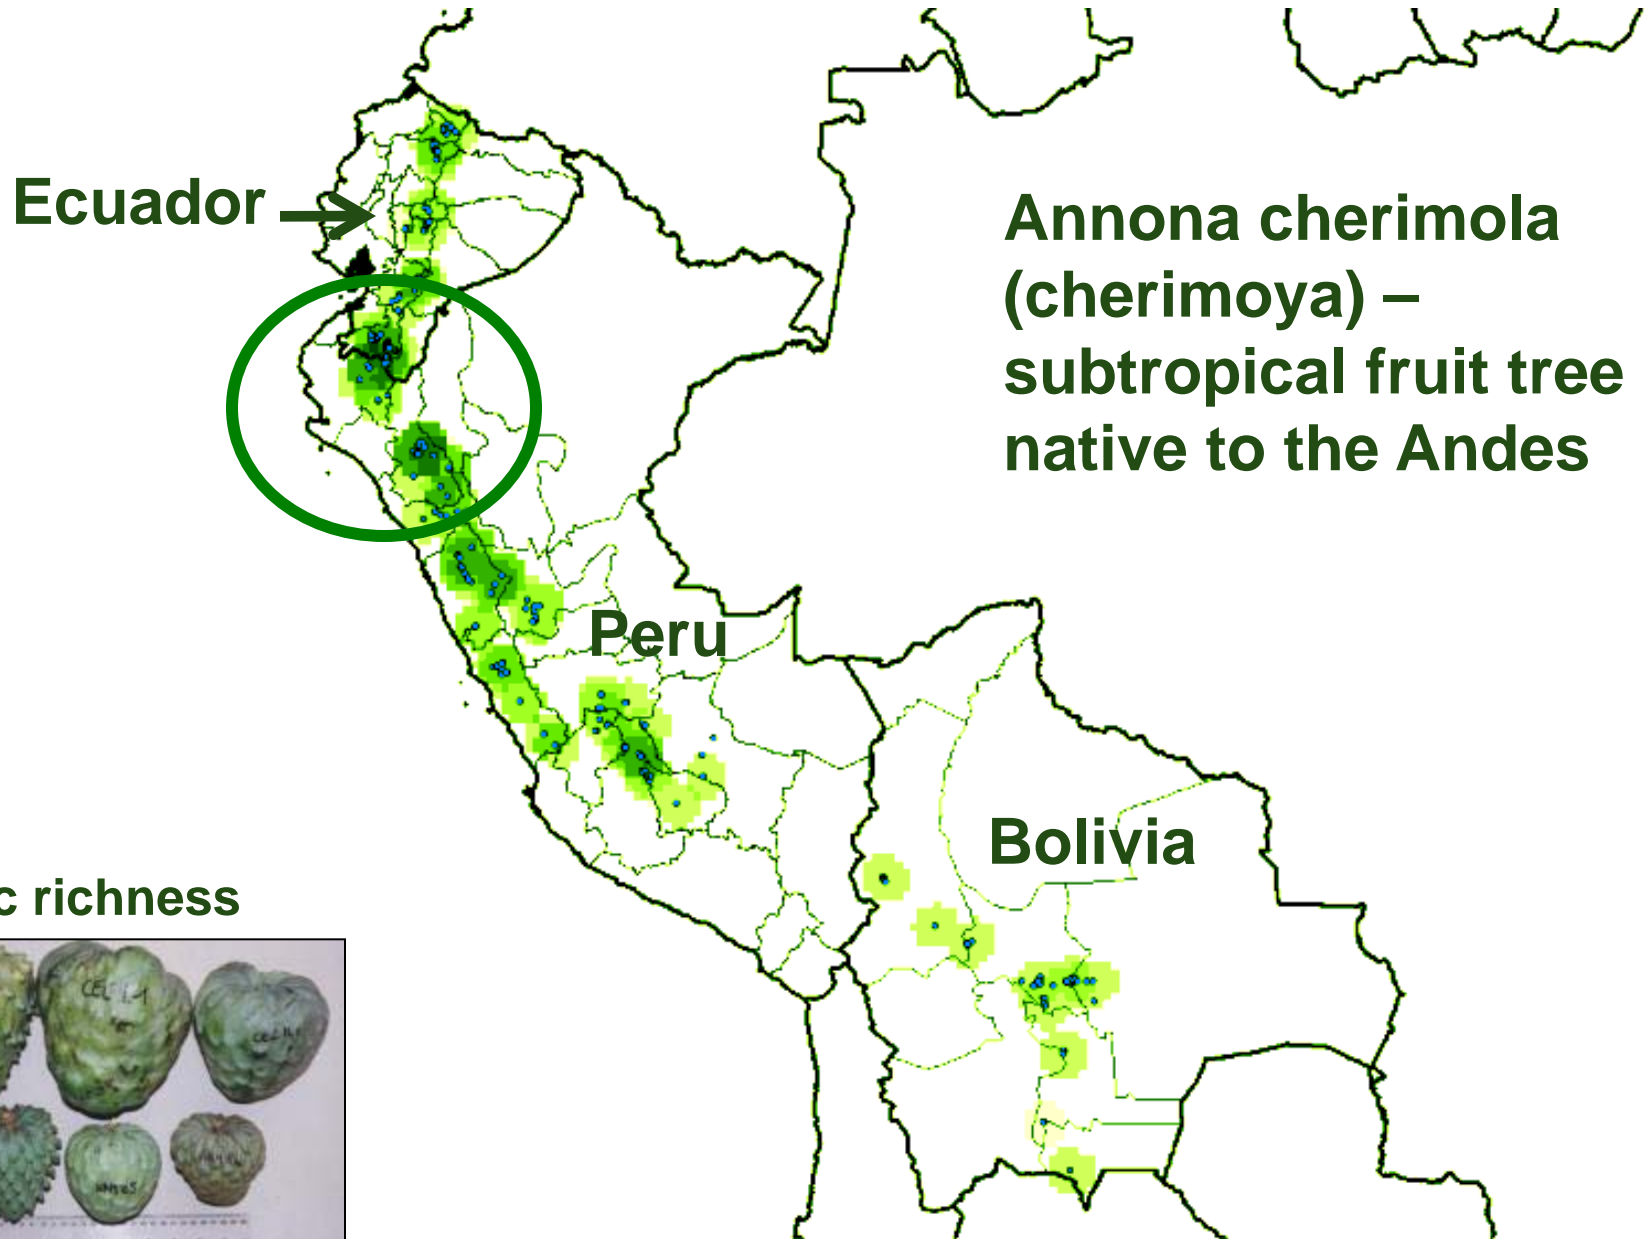 Ecuador
Annona cherimola
(cherimoya) –
subtropical fruit tree
native to the Andes
Peru
Bolivia
c richness